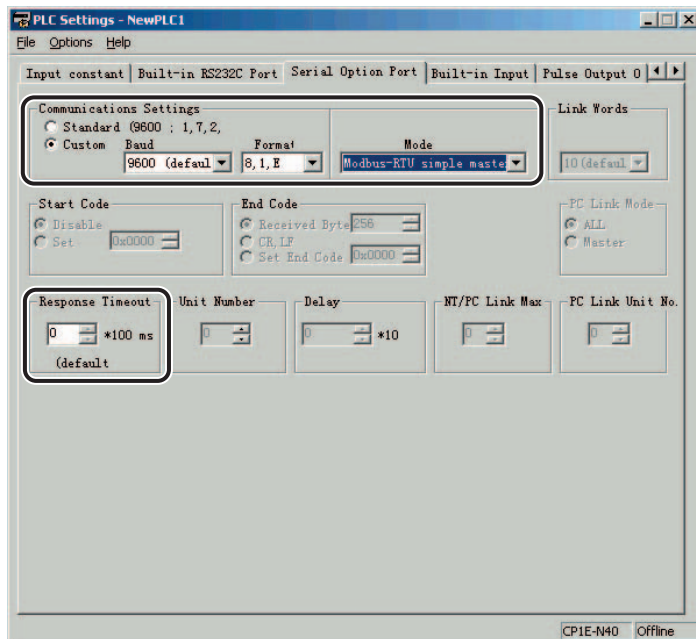 PLC Settings - NewPLC1
File Options Help
Input constant Built-in RS232C Port Serial Option Port Built-in Input Pulse Output 0
Communications Settings
Standard (9600 ; 1,7,2,
Custom Baud Format Mode
9600 (defaul 8,1,E Modbus-RTU simple maste
Link Words
10 (defaul
Start Code
Disable
Set 0x0000
End Code
Received Byte 256
CR,LF
Set End Code 0x0000
PC Link Mode
ALL
Master
Response Timeout
0 *100 ms
(default
Unit Number
0
Delay
0 *10
NT/PC Link Max
0
PC Link Unit No.
0
CP1E-N40 Offline